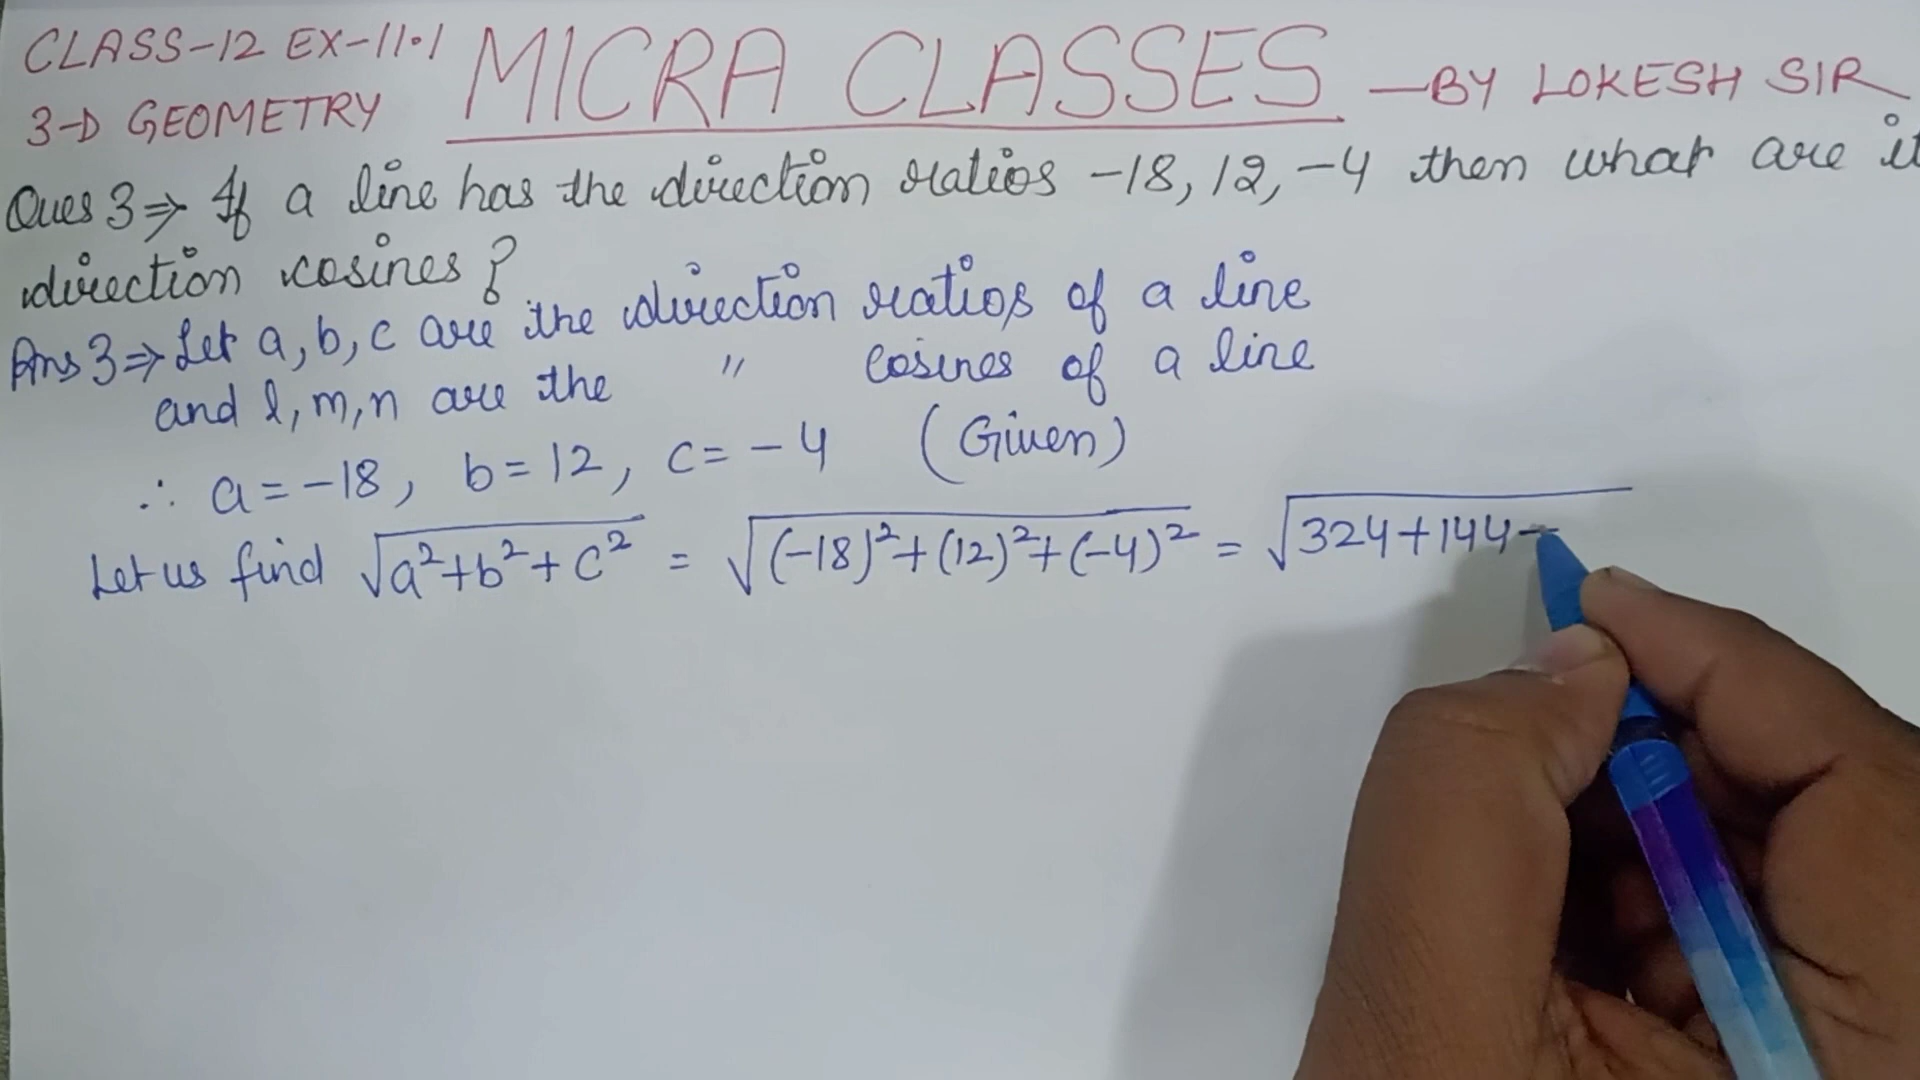 CLASS-12 EX-11.1
3-D GEOMETRY
MICRA CLASSES
-BY LOKESH SIR
Ques 3⇒ If a line has the direction ratios -18, 12, -4 then what are it
direction cosines?
Ans 3⇒ Let a, b, c are the direction ratios of a line
and l, m, n are the " cosines of a line
∴ a = -18, b = 12, c = -4 (Given)
Let us find √a²+b²+c² = √(-18)²+(12)²+(-4)² = √324+144-